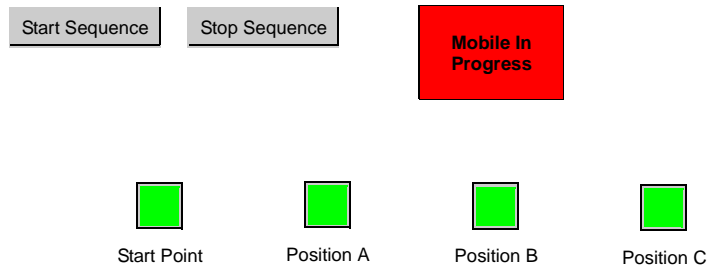 Start Sequence
Stop Sequence
Mobile In
Progress
Start Point
Position A
Position B
Position C